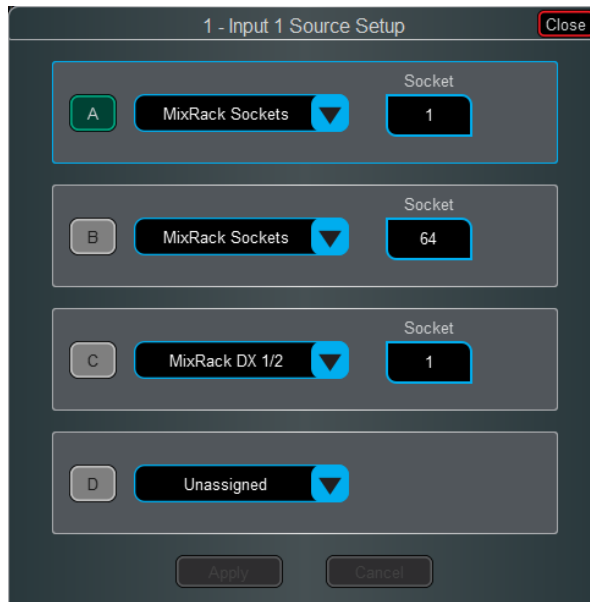 1 - Input 1 Source Setup Close
Socket
A MixRack Sockets 1
Socket
B MixRack Sockets 64
Socket
C MixRack DX 1/2 1
D Unassigned
Apply Cancel